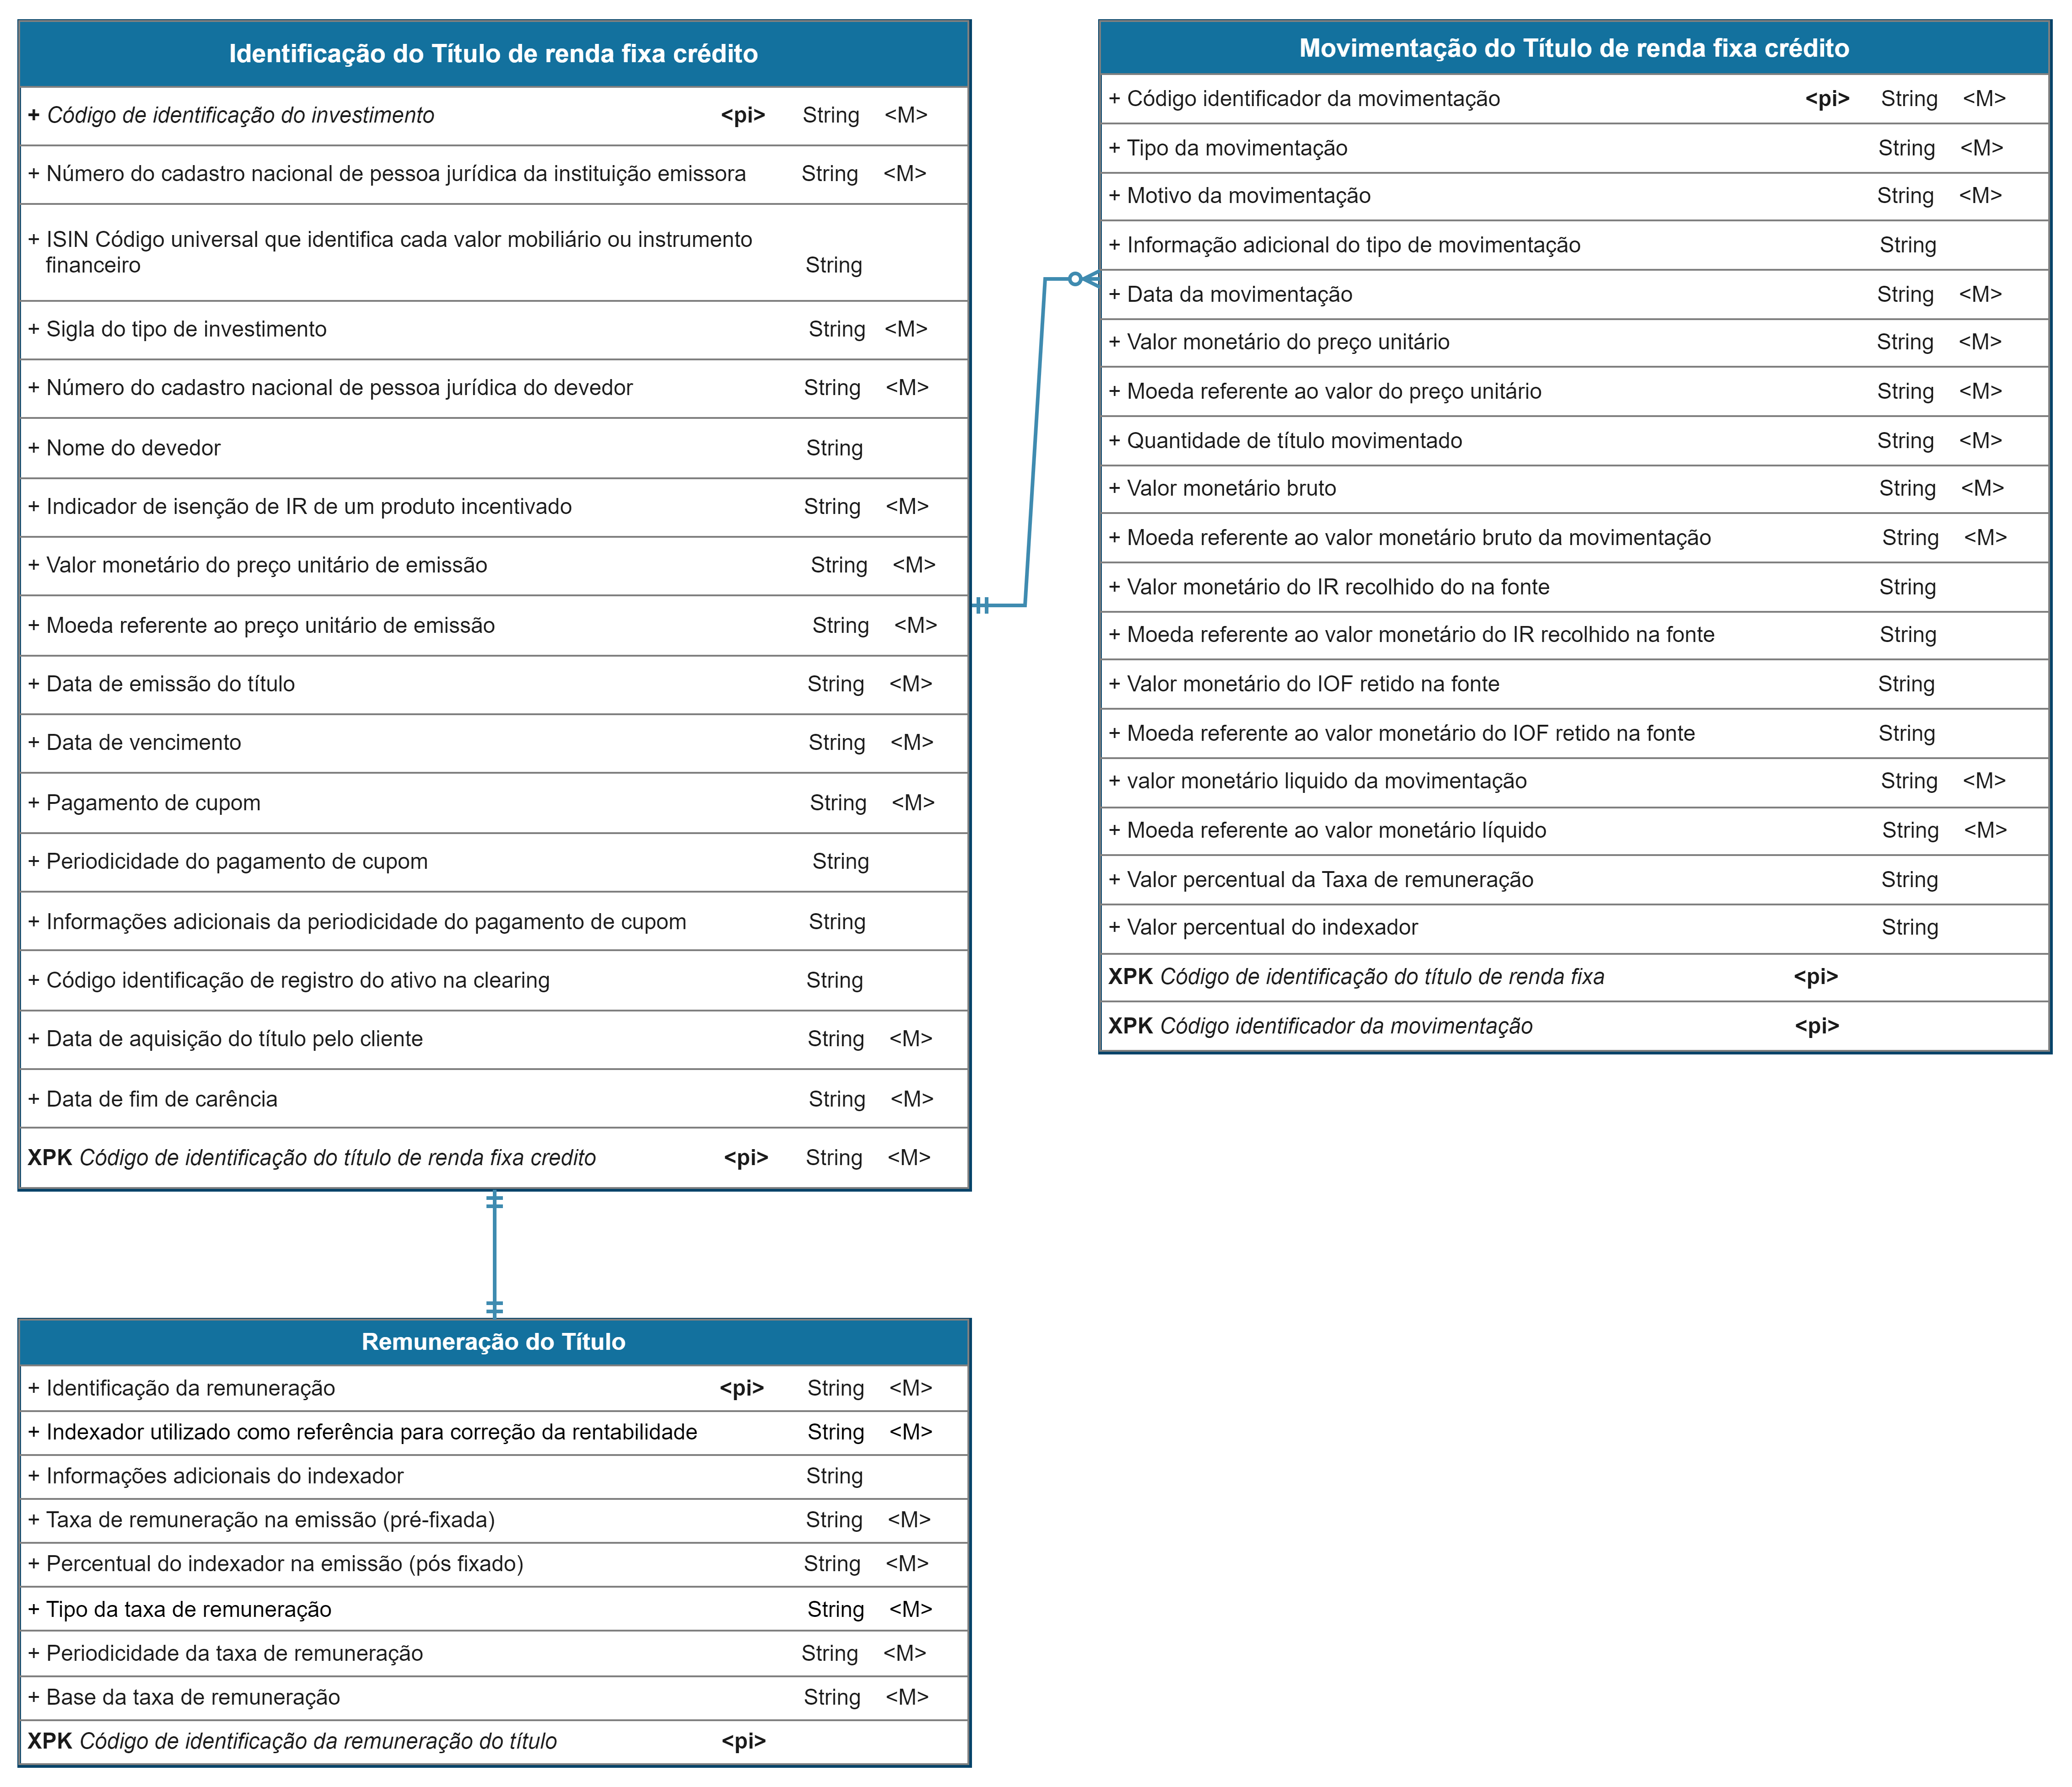 Identificação do Título de renda fixa crédito
+ Código de identificação do investimento <pi> String <M>
+ Número do cadastro nacional de pessoa jurídica da instituição emissora String <M>
+ ISIN Código universal que identifica cada valor mobiliário ou instrumento
financeiro String
+ Sigla do tipo de investimento String <M>
+ Número do cadastro nacional de pessoa jurídica do devedor String <M>
+ Nome do devedor String
+ Indicador de isenção de IR de um produto incentivado String <M>
+ Valor monetário do preço unitário de emissão String <M>
+ Moeda referente ao preço unitário de emissão String <M>
+ Data de emissão do título String <M>
+ Data de vencimento String <M>
+ Pagamento de cupom String <M>
+ Periodicidade do pagamento de cupom String
+ Informações adicionais da periodicidade do pagamento de cupom String
+ Código identificação de registro do ativo na clearing String
+ Data de aquisição do título pelo cliente String <M>
+ Data de fim de carência String <M>
XPK Código de identificação do título de renda fixa credito <pi> String <M>
Movimentação do Título de renda fixa crédito
+ Código identificador da movimentação <pi> String <M>
+ Tipo da movimentação String <M>
+ Motivo da movimentação String <M>
+ Informação adicional do tipo de movimentação String
+ Data da movimentação String <M>
+ Valor monetário do preço unitário String <M>
+ Moeda referente ao valor do preço unitário String <M>
+ Quantidade de título movimentado String <M>
+ Valor monetário bruto String <M>
+ Moeda referente ao valor monetário bruto da movimentação String <M>
+ Valor monetário do IR recolhido do na fonte String
+ Moeda referente ao valor monetário do IR recolhido na fonte String
+ Valor monetário do IOF retido na fonte String
+ Moeda referente ao valor monetário do IOF retido na fonte String
+ valor monetário liquido da movimentação String <M>
+ Moeda referente ao valor monetário líquido String <M>
+ Valor percentual da Taxa de remuneração String
+ Valor percentual do indexador String
XPK Código de identificação do título de renda fixa <pi>
XPK Código identificador da movimentação <pi>
Remuneração do Título
+ Identificação da remuneração <pi> String <M>
+ Indexador utilizado como referência para correção da rentabilidade String <M>
+ Informações adicionais do indexador String
+ Taxa de remuneração na emissão (pré-fixada) String <M>
+ Percentual do indexador na emissão (pós fixado) String <M>
+ Tipo da taxa de remuneração String <M>
+ Periodicidade da taxa de remuneração String <M>
+ Base da taxa de remuneração String <M>
XPK Código de identificação da remuneração do título <pi>